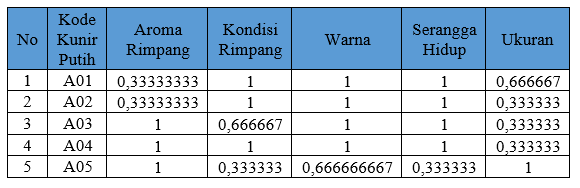 No Kode Kunir Putih Aroma Rimpang Kondisi Rimpang Warna Serangga Hidup Ukuran
1 A01 0,33333333 1 1 1 0,666667
2 A02 0,33333333 1 1 1 0,333333
3 A03 1 0,666667 1 1 0,333333
4 A04 1 1 1 1 0,333333
5 A05 1 0,333333 0,666666667 0,333333 1